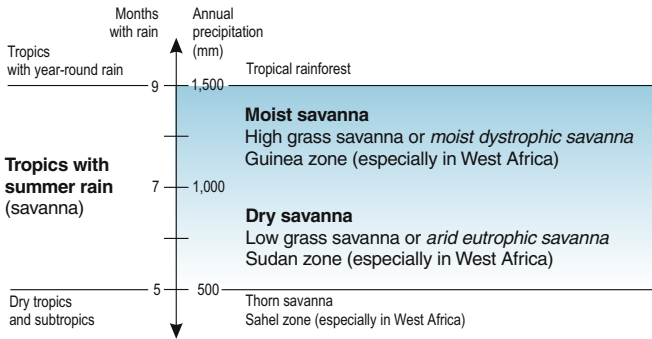 Months
with rain
Annual
precipitation
(mm)
Tropics
with year-round rain
Tropical rainforest
9
1,500
Moist savanna
High grass savanna or moist dystrophic savanna
Guinea zone (especially in West Africa)
Tropics with
summer rain
(savanna)
7
1,000
Dry savanna
Low grass savanna or arid eutrophic savanna
Sudan zone (especially in West Africa)
5
500
Dry tropics
and subtropics
Thorn savanna
Sahel zone (especially in West Africa)